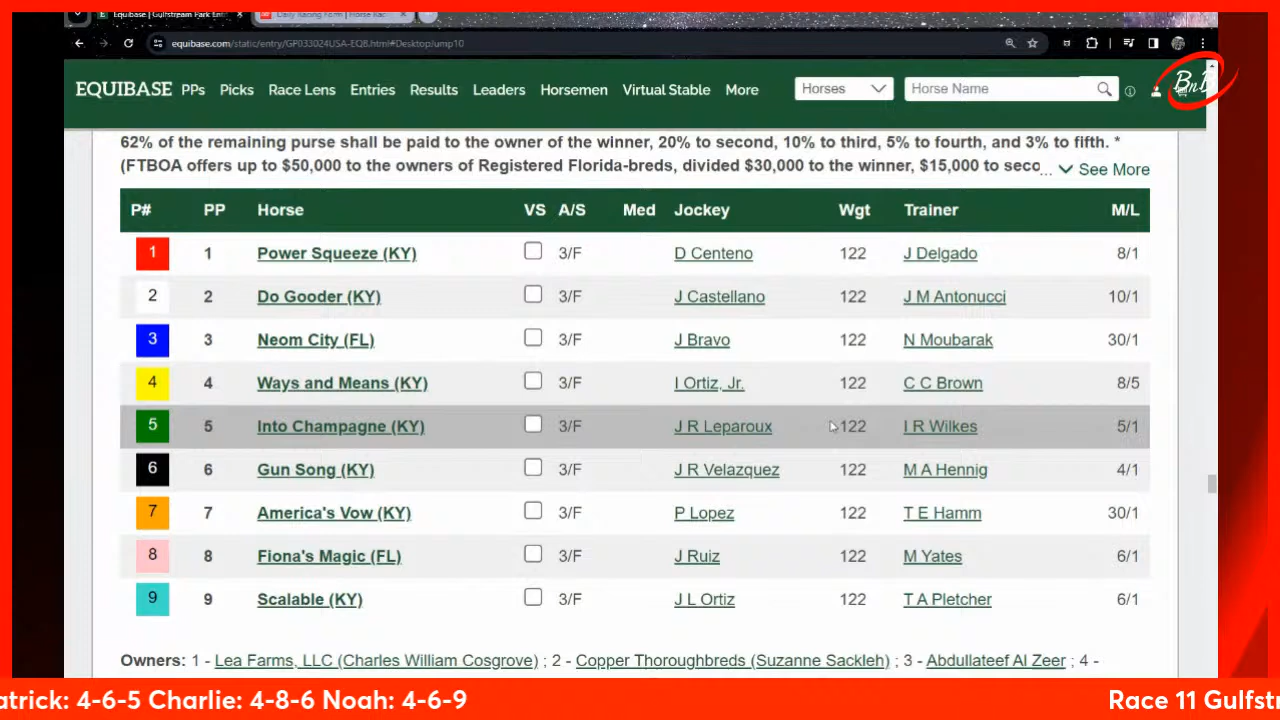 Equibase | Gulfstream Park Ent
Daily Racing Form | Horse Rac
equibase.com/static/entry/GP033024USA-EQB.html#Desktop/ump10
EQUIBASE PPs Picks Race Lens Entries Results Leaders Horsemen Virtual Stable More Horses Horse Name
BnB
62% of the remaining purse shall be paid to the owner of the winner, 20% to second, 10% to third, 5% to fourth, and 3% to fifth. *
(FTBOA offers up to $50,000 to the owners of Registered Florida-breds, divided $30,000 to the winner, $15,000 to seco ... See More
P# PP Horse VS A/S Med Jockey Wgt Trainer M/L
1 1 Power Squeeze (KY) 3/F D Centeno 122 J Delgado 8/1
2 2 Do Gooder (KY) 3/F J Castellano 122 J M Antonucci 10/1
3 3 Neom City (FL) 3/F J Bravo 122 N Moubarak 30/1
4 4 Ways and Means (KY) 3/F I Ortiz, Jr. 122 C C Brown 8/5
5 5 Into Champagne (KY) 3/F J R Leparoux 122 I R Wilkes 5/1
6 6 Gun Song (KY) 3/F J R Velazquez 122 M A Hennig 4/1
7 7 America's Vow (KY) 3/F P Lopez 122 T E Hamm 30/1
8 8 Fiona's Magic (FL) 3/F J Ruiz 122 M Yates 6/1
9 9 Scalable (KY) 3/F J L Ortiz 122 T A Pletcher 6/1
Owners: 1 - Lea Farms, LLC (Charles William Cosgrove) ; 2 - Copper Thoroughbreds (Suzanne Sackleh) ; 3 - Abdullateef Al Zeer ; 4 -
atrick: 4-6-5 Charlie: 4-8-6 Noah: 4-6-9 Race 11 Gulfstr